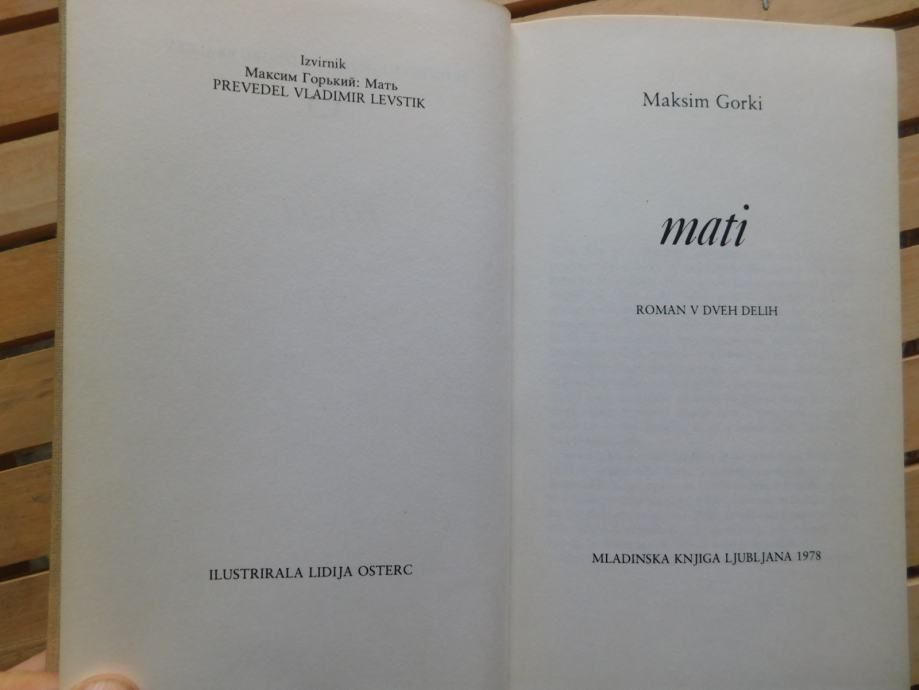 Izvirnik
Максим Горький: Мать
PREVEDEL VLADIMIR LEVSTIK
ILUSTRIRALA LIDIJA OSTERC
Maksim Gorki
mati
ROMAN V DVEH DELIH
MLADINSKA KNJIGA LJUBLJANA 1978